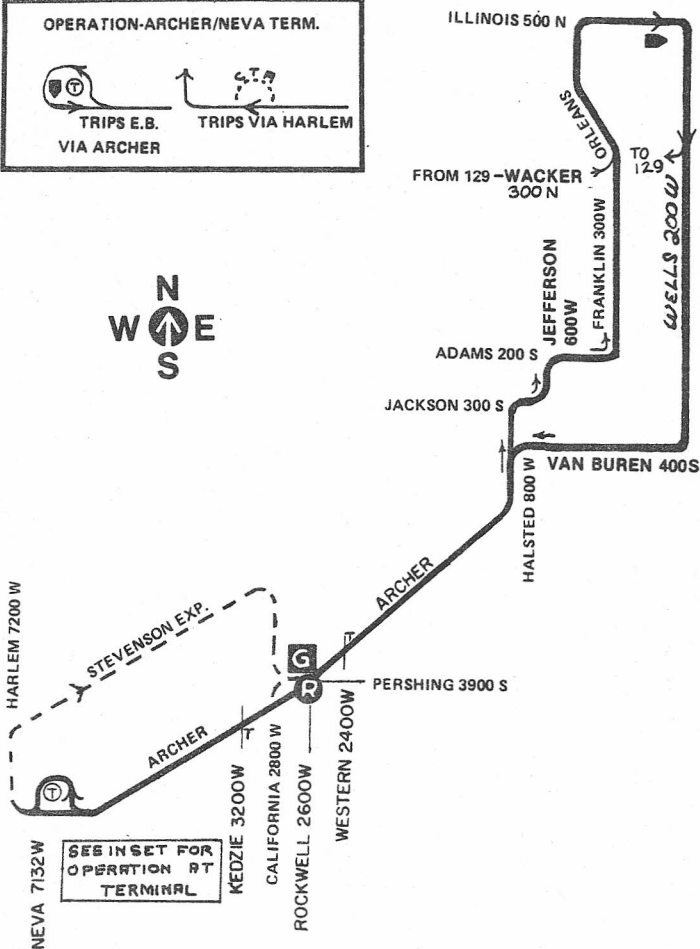 OPERATION-ARCHER/NEVA TERM.
T
G.T.R
TRIPS E.B.
VIA ARCHER
TRIPS VIA HARLEM
ILLINOIS 500 N
ORLEANS
TO
129
FROM 129-WACKER
300 N
WELLS 200 W
FRANKLIN 300W
JEFFERSON
600W
ADAMS 200 S
JACKSON 300 S
VAN BUREN 400S
HALSTED 800 W
N
W E
S
ARCHER
HARLEM 7200 W
STEVENSON EXP.
T
G
R
PERSHING 3900 S
ARCHER
T
T
NEVA 7132W
SEE INSET FOR
OPERATION AT
TERMINAL
KEDZIE 3200W
CALIFORNIA 2800 W
ROCKWELL 2600W
WESTERN 2400W